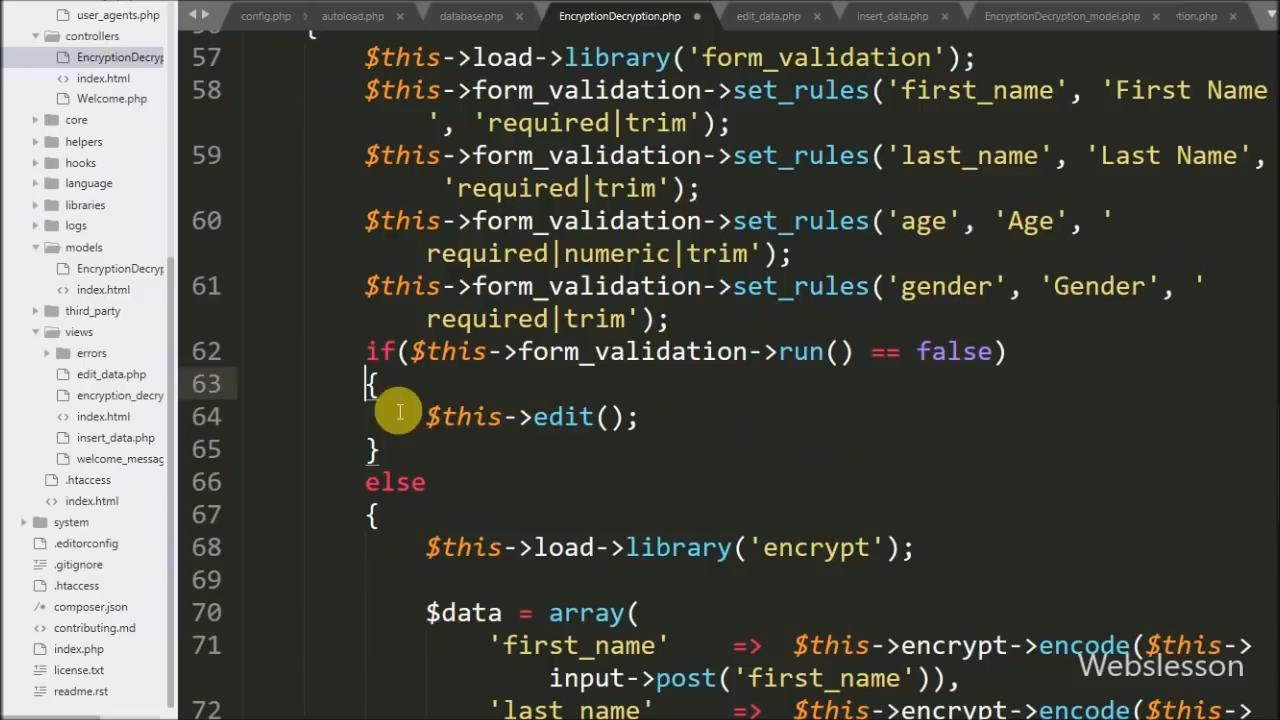 user_agents.php
controllers
EncryptionDecryp
index.html
Welcome.php
core
helpers
hooks
language
libraries
logs
models
EncryptionDecryp
index.html
third_party
views
errors
edit_data.php
encryption_decry
index.html
insert_data.php
welcome_messag
.htaccess
index.html
system
.editorconfig
.gitignore
.htaccess
composer.json
contributing.md
index.php
license.txt
readme.rst
config.php autoload.php database.php EncryptionDecryption.php edit_data.php insert_data.php EncryptionDecryption_model.php tion.php
56 {
57 $this->load->library('form_validation');
58 $this->form_validation->set_rules('first_name', 'First Name
', 'required|trim');
59 $this->form_validation->set_rules('last_name', 'Last Name',
'required|trim');
60 $this->form_validation->set_rules('age', 'Age', '
required|numeric|trim');
61 $this->form_validation->set_rules('gender', 'Gender', '
required|trim');
62 if($this->form_validation->run() == false)
63 {
64 $this->edit();
65 }
66 else
67 {
68 $this->load->library('encrypt');
69
70 $data = array(
71 'first_name' => $this->encrypt->encode($this->
input->post('first_name')),
72 'last_name' => $this->encrypt->encode($this->
Webslesson